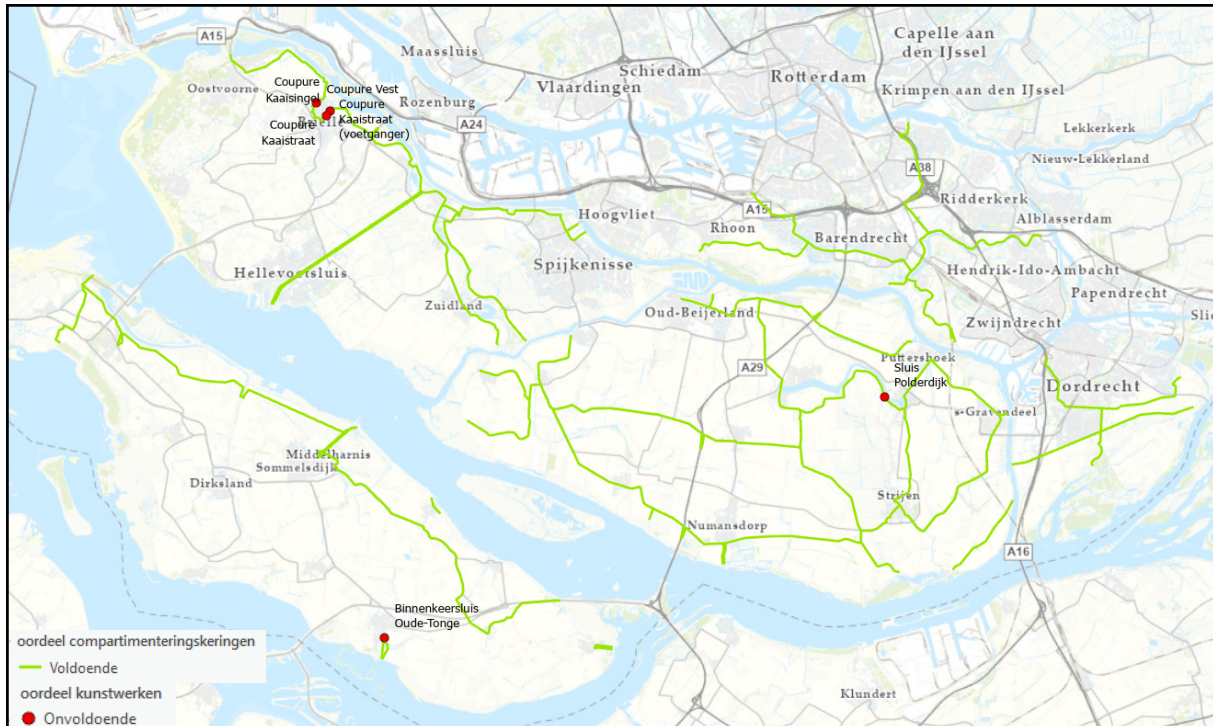 A15
Maassluis
Capelle aan
den IJssel
Schiedam
Rotterdam
Vlaardingen
Krimpen aan den IJssel
Oostvoorne
Coupure
Kaaisingel
Coupure Vest
Coupure
Kaaistraat
(voetganger)
Brielle
Coupure
Kaaistraat
Rozenburg
A24
Lekkerkerk
Nieuw-Lekkerland
A38
Ridderkerk
Alblasserdam
Hoogvliet
A15
Rhoon
Barendrecht
Hellevoetsluis
Spijkenisse
Hendrik-Ido-Ambacht
Papendrecht
Zuidland
Oud-Beijerland
Zwijndrecht
Slie
Puttershoek
Sluis
Polderdijk
A29
Dordrecht
's-Gravendeel
Middelharnis
Sommelsdijk
Dirksland
Strijen
Numansdorp
A16
Binnenkeersluis
Oude-Tonge
Klundert
oordeel compartimenteringskeringen
Voldoende
oordeel kunstwerken
Onvoldoende